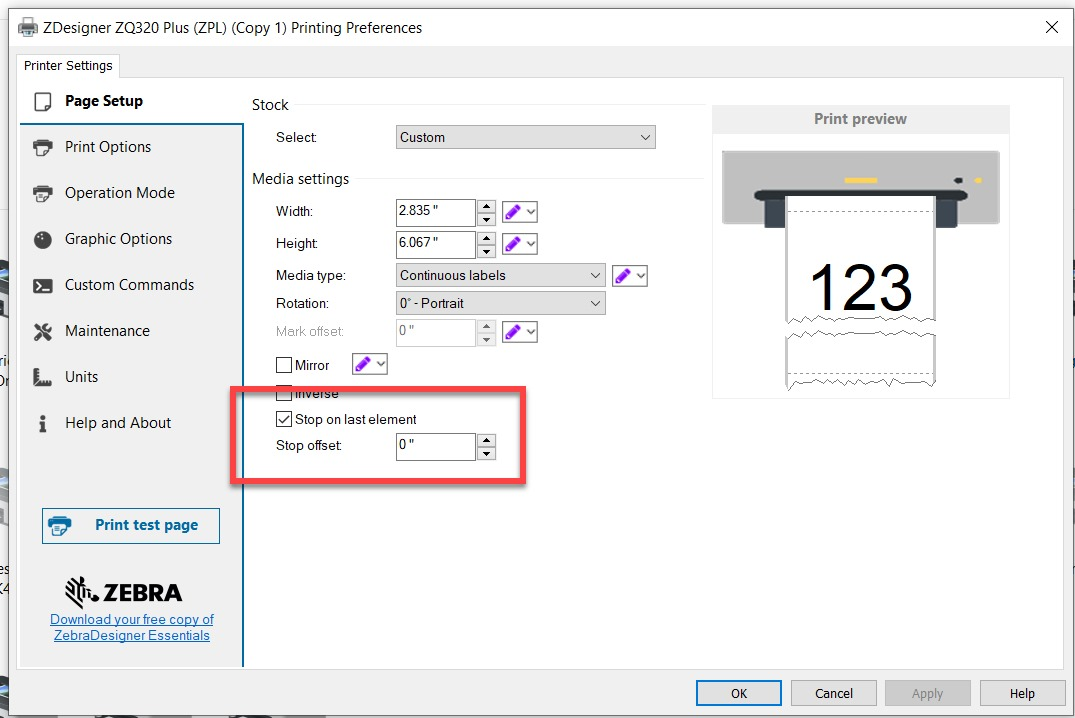 ZDesigner ZQ320 Plus (ZPL) (Copy 1) Printing Preferences
Printer Settings
Page Setup
Print Options
Operation Mode
Graphic Options
Custom Commands
Maintenance
Units
Help and About
Print test page
ZEBRA
Download your free copy of
ZebraDesigner Essentials
Stock
Select: Custom
Media settings
Width: 2.835 "
Height: 6.067 "
Media type: Continuous labels
Rotation: 0° - Portrait
Mark offset: 0 "
Mirror
Inverse
Stop on last element
Stop offset: 0 "
Print preview
123
OK Cancel Apply Help